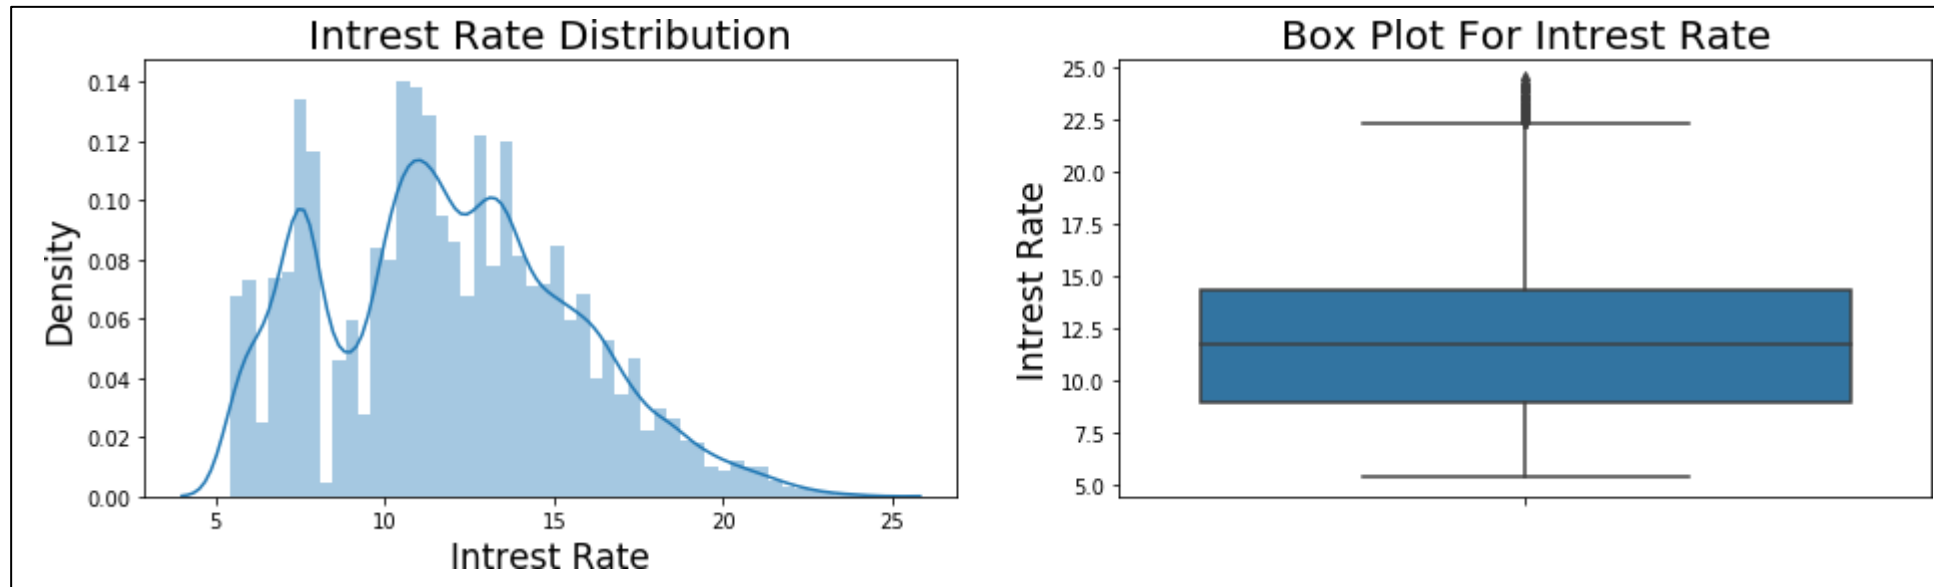 Intrest Rate Distribution
0.14
0.12
0.10
0.08
0.06
0.04
0.02
0.00
Density
5 10 15 20 25
Intrest Rate
Box Plot For Intrest Rate
25.0
22.5
20.0
17.5
15.0
12.5
10.0
7.5
5.0
Intrest Rate